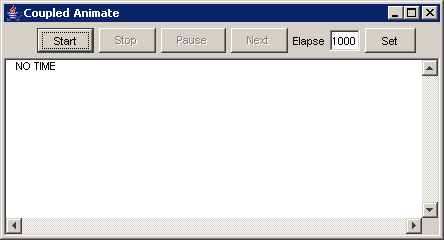 Coupled Animate
Start Stop Pause Next Elapse 1000 Set
NO TIME